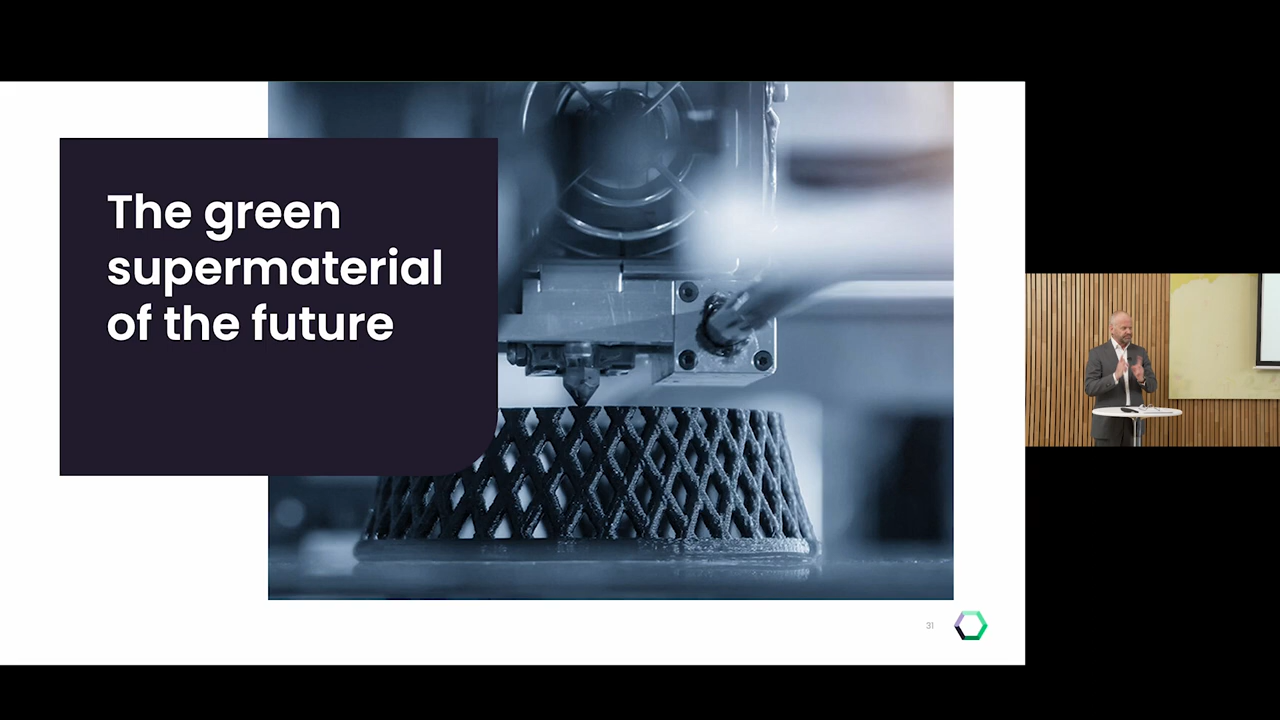 The green
supermaterial
of the future
31